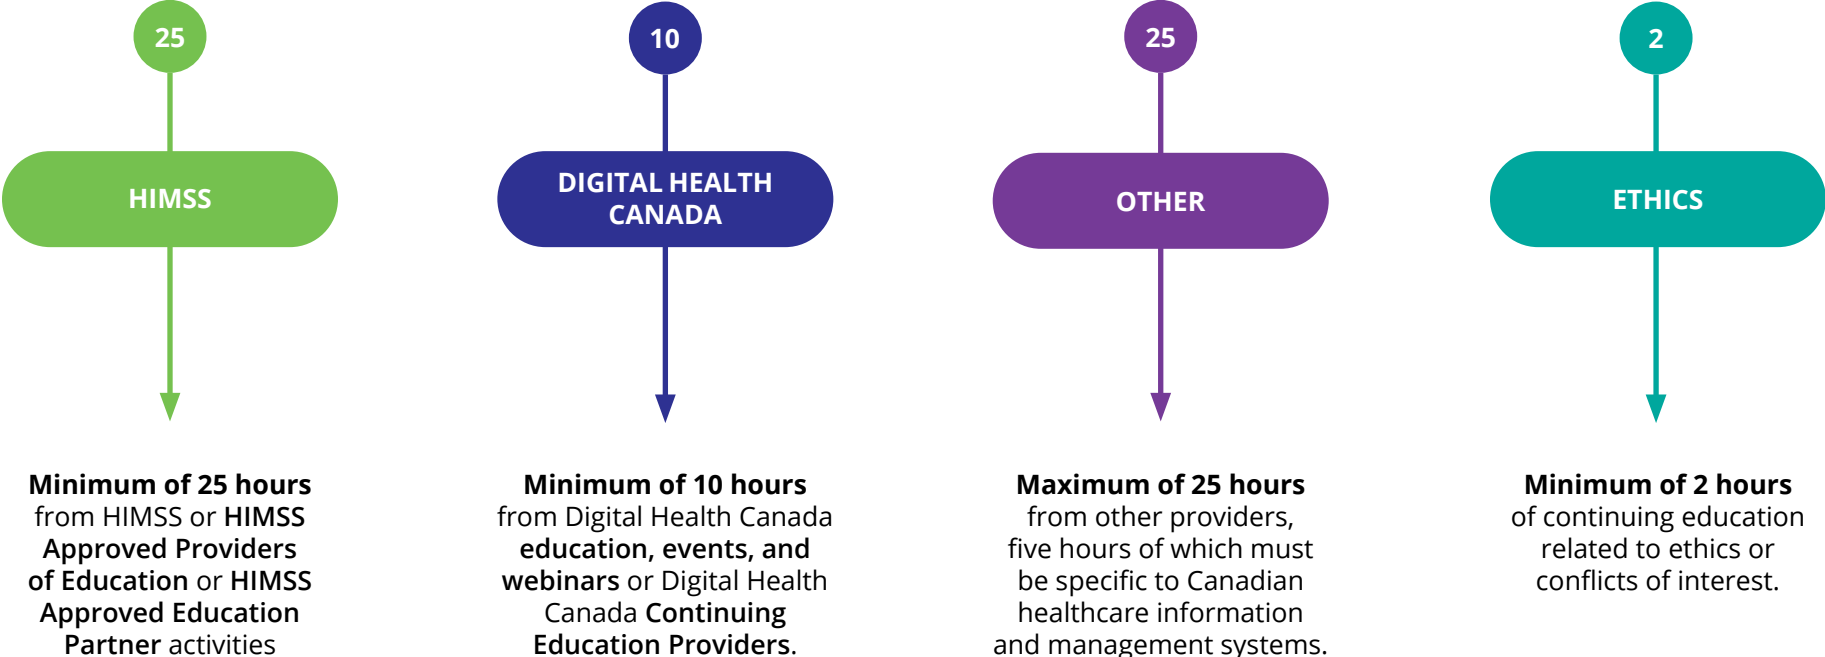 25
HIMSS
Minimum of 25 hours
from HIMSS or HIMSS
Approved Providers
of Education or HIMSS
Approved Education
Partner activities
10
DIGITAL HEALTH
CANADA
Minimum of 10 hours
from Digital Health Canada
education, events, and
webinars or Digital Health
Canada Continuing
Education Providers.
25
OTHER
Maximum of 25 hours
from other providers,
five hours of which must
be specific to Canadian
healthcare information
and management systems.
2
ETHICS
Minimum of 2 hours
of continuing education
related to ethics or
conflicts of interest.